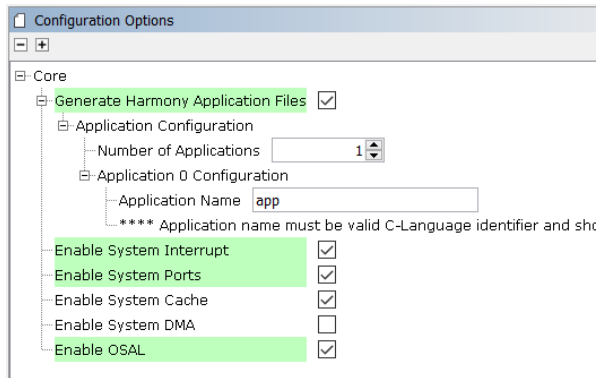 Configuration Options
Core
Generate Harmony Application Files
Application Configuration
Number of Applications 1
Application 0 Configuration
Application Name app
**** Application name must be valid C-Language identifier and sho
Enable System Interrupt
Enable System Ports
Enable System Cache
Enable System DMA
Enable OSAL